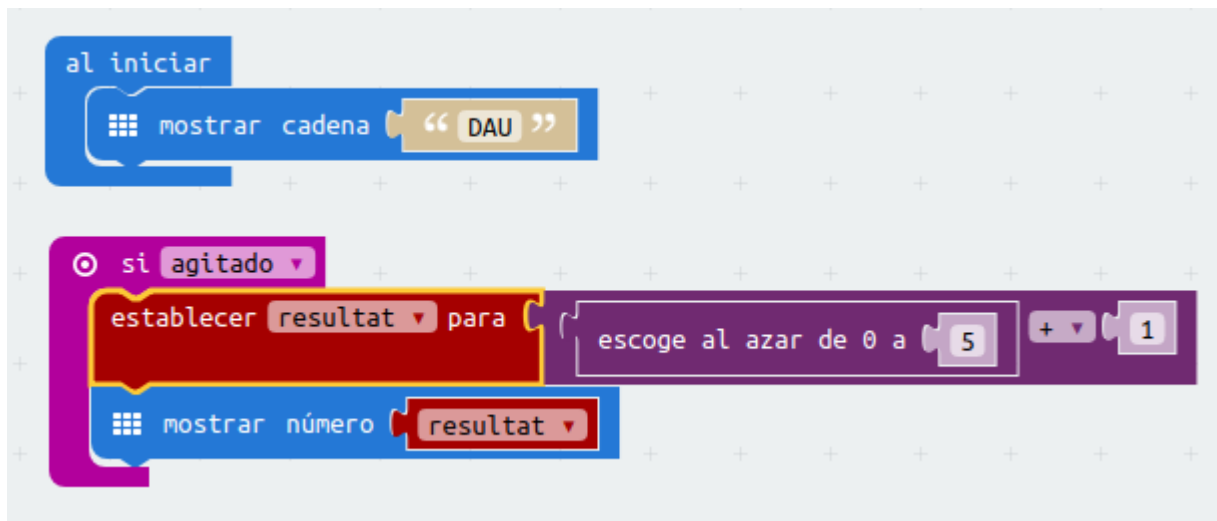 al iniciar
mostrar cadena “ DAU ”
si agitado
establecer resultat para escoge al azar de 0 a 5 + 1
mostrar número resultat